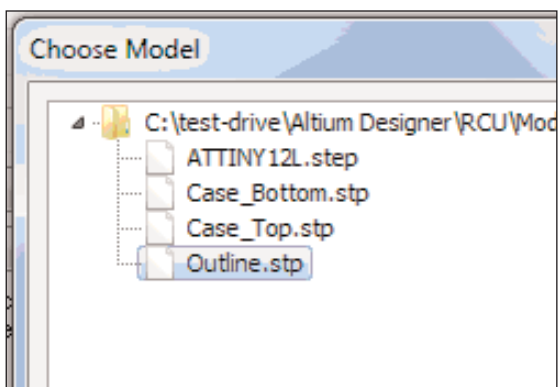 Choose Model
C:\test-drive\Altium Designer\RCU\Mod
ATTINY12L.step
Case_Bottom.stp
Case_Top.stp
Outline.stp